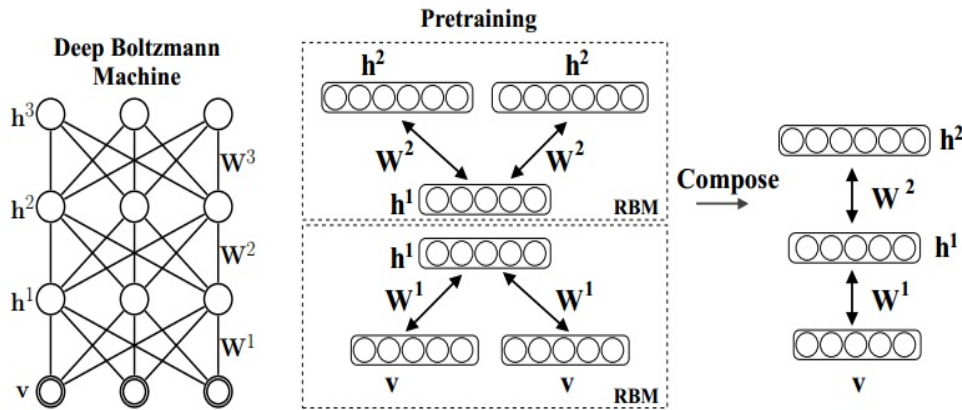 Deep Boltzmann
Machine
h³
W³
h²
W²
h¹
W¹
v
Pretraining
h² h²
W² W²
h¹
RBM
h¹
W¹ W¹
v v
RBM
Compose
h²
W²
h¹
W¹
v